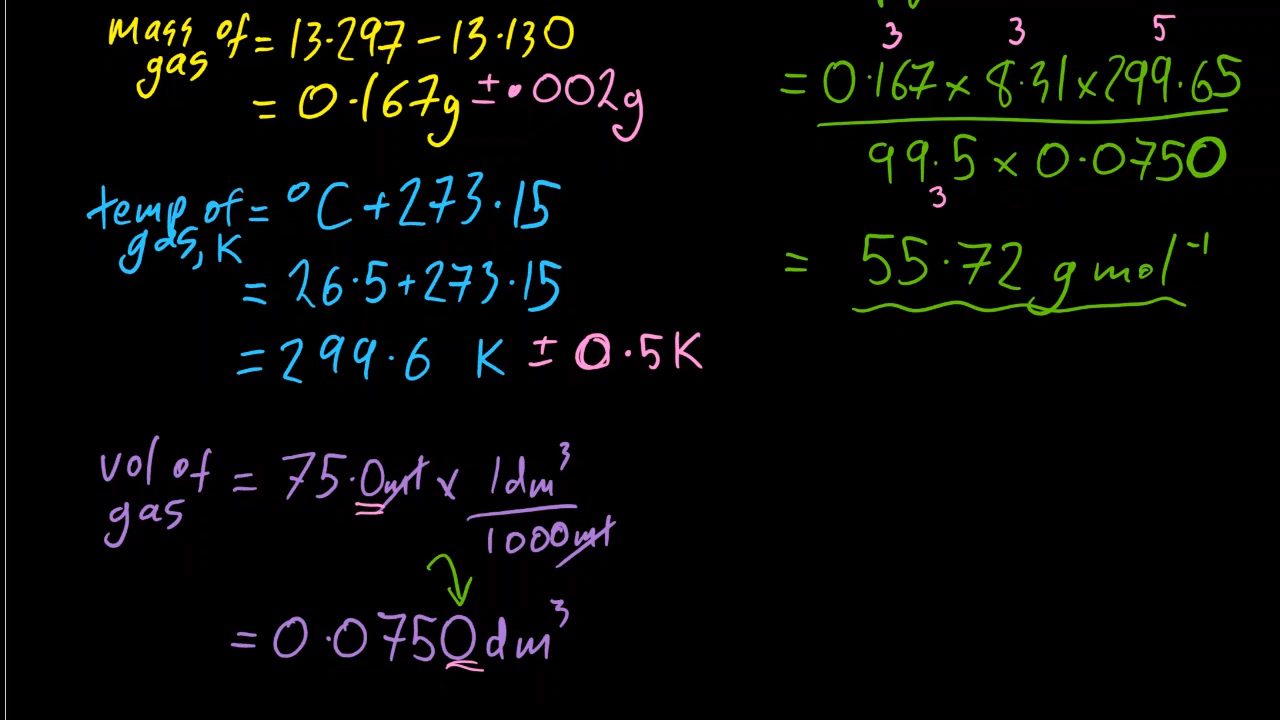 mass of = 13.297 - 13.130
gas
= 0.167g ± .002g
temp of = °C + 273.15
gas, K
= 26.5 + 273.15
= 299.6 K ± 0.5K
vol of = 75.0ml x 1dm³
gas 1000ml
= 0.0750dm³
3 3 5
= 0.167 x 8.31 x 299.65
99.5 x 0.0750
3
= 55.72 g mol⁻¹